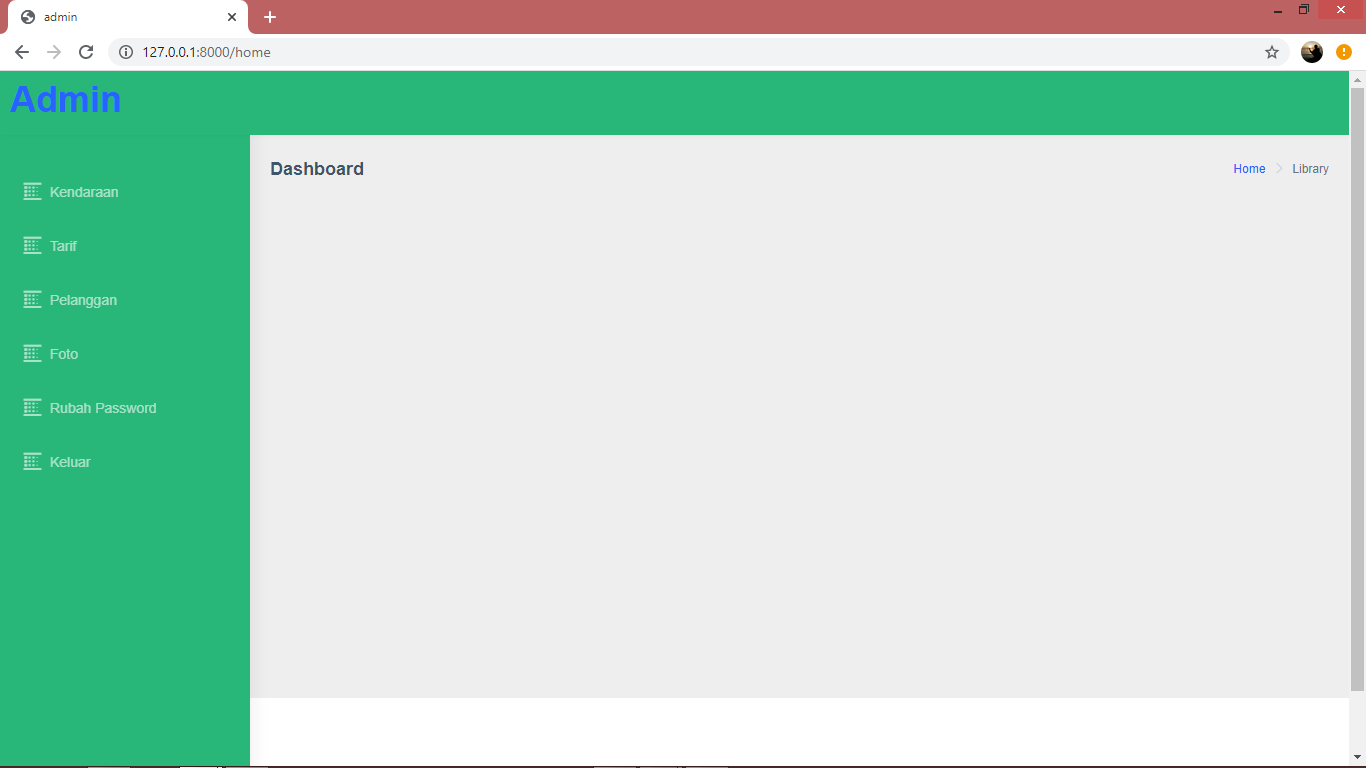 admin
127.0.0.1:8000/home
Admin
Dashboard
Home
Library
Kendaraan
Tarif
Pelanggan
Foto
Rubah Password
Keluar